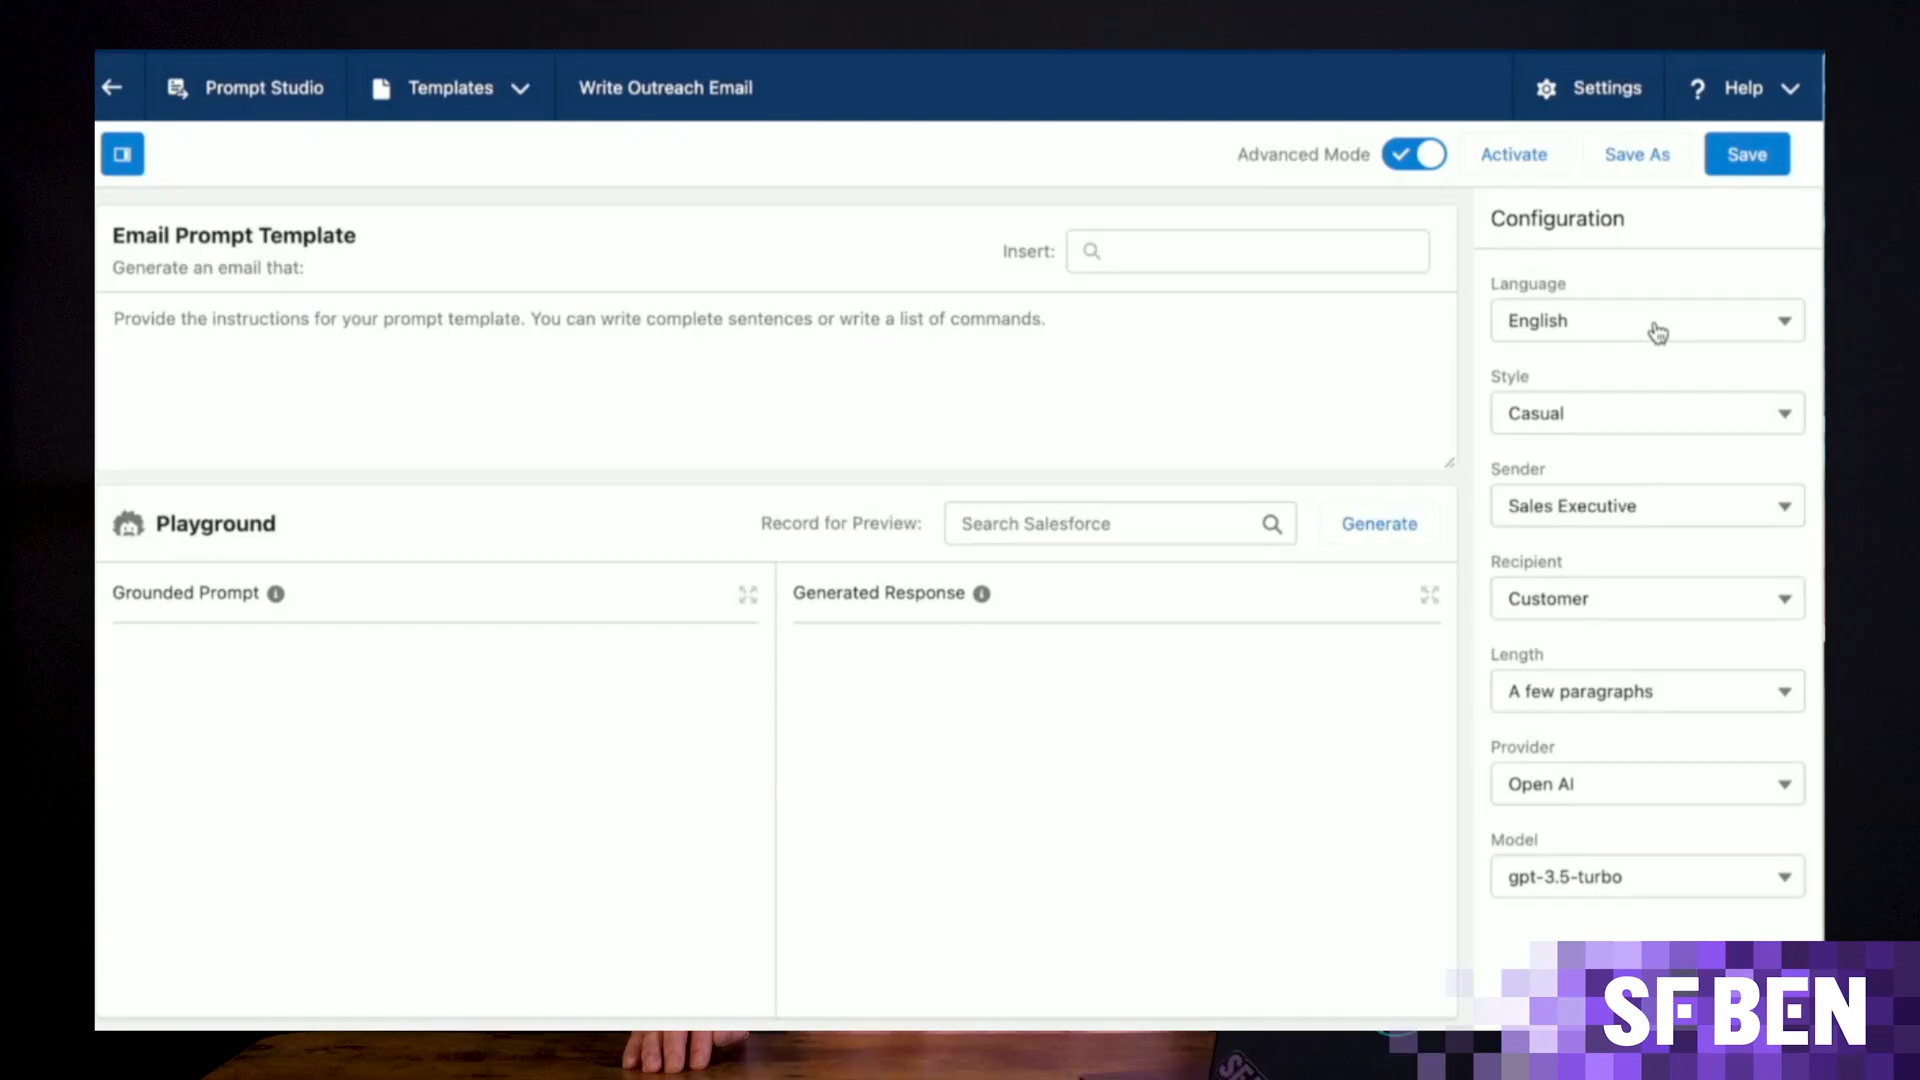 Prompt Studio
Templates
Write Outreach Email
Settings
? Help
Advanced Mode
Activate
Save As
Save
Email Prompt Template
Generate an email that:
Insert:
Provide the instructions for your prompt template. You can write complete sentences or write a list of commands.
Playground
Record for Preview:
Search Salesforce
Generate
Grounded Prompt
Generated Response
Configuration
Language
English
Style
Casual
Sender
Sales Executive
Recipient
Customer
Length
A few paragraphs
Provider
Open AI
Model
gpt-3.5-turbo
SF BEN